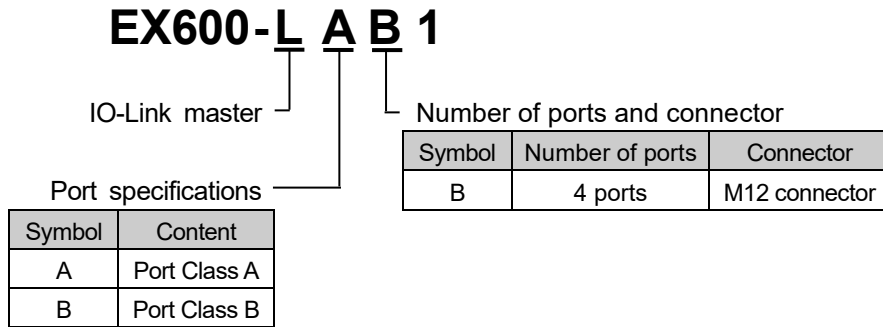 EX600-L A B 1
IO-Link master
Number of ports and connector
Symbol Number of ports Connector
B 4 ports M12 connector
Port specifications
Symbol Content
A Port Class A
B Port Class B